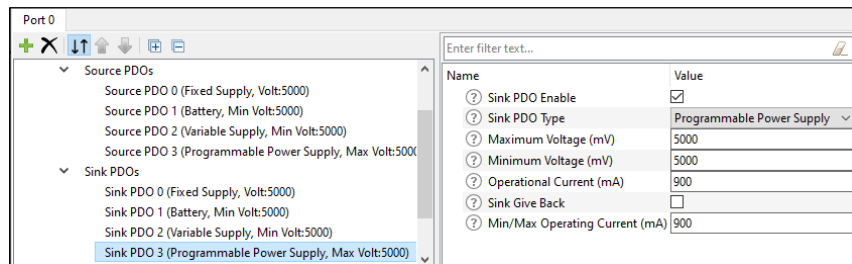 Port 0
Source PDOs
Source PDO 0 (Fixed Supply, Volt:5000)
Source PDO 1 (Battery, Min Volt:5000)
Source PDO 2 (Variable Supply, Min Volt:5000)
Source PDO 3 (Programmable Power Supply, Max Volt:5000
Sink PDOs
Sink PDO 0 (Fixed Supply, Volt:5000)
Sink PDO 1 (Battery, Min Volt:5000)
Sink PDO 2 (Variable Supply, Min Volt:5000)
Sink PDO 3 (Programmable Power Supply, Max Volt:5000)
Enter filter text...
Name Value
Sink PDO Enable
Sink PDO Type Programmable Power Supply
Maximum Voltage (mV) 5000
Minimum Voltage (mV) 5000
Operational Current (mA) 900
Sink Give Back
Min/Max Operating Current (mA) 900